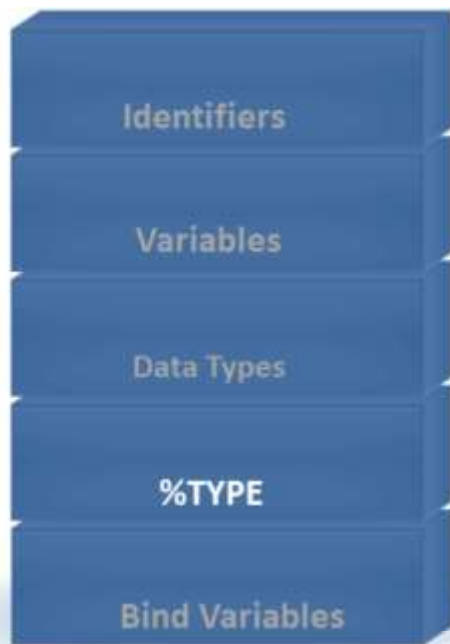 Identifiers
Variables
Data Types
%TYPE
Bind Variables